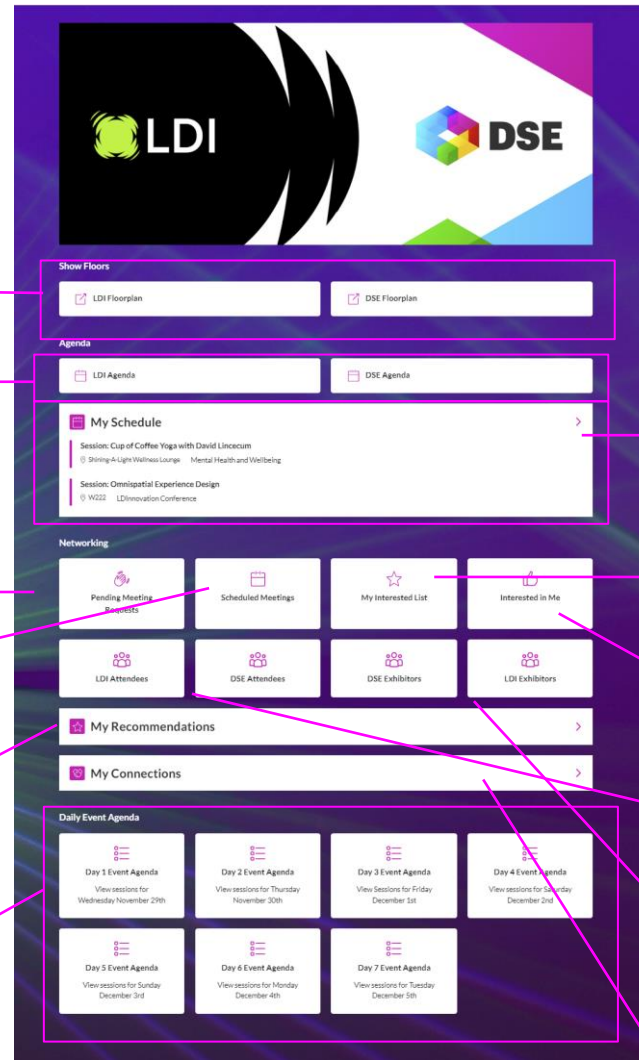 LDI
DSE
Show Floors
LDI Floorplan
DSE Floorplan
Agenda
LDI Agenda
DSE Agenda
My Schedule
Session: Cup of Coffee Yoga with David Lincecum
Shining-A-Light Wellness Lounge Mental Health and Wellbeing
Session: Omnispatial Experience Design
W222 LDInnovation Conference
Networking
Pending Meeting
Requests
Scheduled Meetings
My Interested List
Interested in Me
LDI Attendees
DSE Attendees
DSE Exhibitors
LDI Exhibitors
My Recommendations
My Connections
Daily Event Agenda
Day 1 Event Agenda
View sessions for
Wednesday November 29th
Day 2 Event Agenda
View sessions for Thursday
November 30th
Day 3 Event Agenda
View Sessions for Friday
December 1st
Day 4 Event Agenda
View sessions for Saturday
December 2nd
Day 5 Event Agenda
View sessions for Sunday
December 3rd
Day 6 Event Agenda
View sessions for Monday
December 4th
Day 7 Event Agenda
View sessions for Tuesday
December 5th